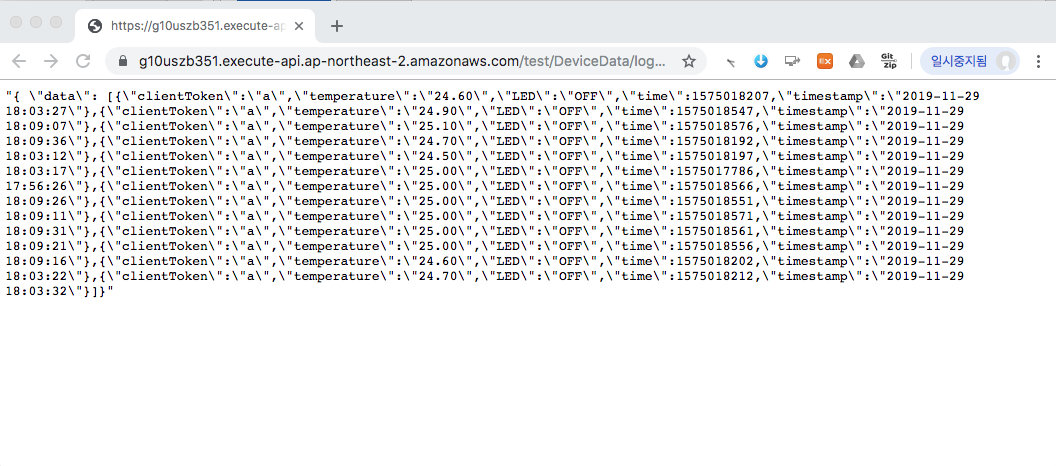 https://g10uszb351.execute-ap
g10uszb351.execute-api.ap-northeast-2.amazonaws.com/test/DeviceData/log...
EX
Git
Zip
일시중지됨
"{ \"data\": [{\"clientToken\":\"a\",\"temperature\":\"24.60\",\"LED\":\"OFF\",\"time\":1575018207,\"timestamp\":\"2019-11-29
18:03:27\"},{\"clientToken\":\"a\",\"temperature\":\"24.90\",\"LED\":\"OFF\",\"time\":1575018547,\"timestamp\":\"2019-11-29
18:09:07\"},{\"clientToken\":\"a\",\"temperature\":\"25.10\",\"LED\":\"OFF\",\"time\":1575018576,\"timestamp\":\"2019-11-29
18:09:36\"},{\"clientToken\":\"a\",\"temperature\":\"24.70\",\"LED\":\"OFF\",\"time\":1575018192,\"timestamp\":\"2019-11-29
18:03:12\"},{\"clientToken\":\"a\",\"temperature\":\"24.50\",\"LED\":\"OFF\",\"time\":1575018197,\"timestamp\":\"2019-11-29
18:03:17\"},{\"clientToken\":\"a\",\"temperature\":\"25.00\",\"LED\":\"OFF\",\"time\":1575017786,\"timestamp\":\"2019-11-29
17:56:26\"},{\"clientToken\":\"a\",\"temperature\":\"25.00\",\"LED\":\"OFF\",\"time\":1575018566,\"timestamp\":\"2019-11-29
18:09:26\"},{\"clientToken\":\"a\",\"temperature\":\"25.00\",\"LED\":\"OFF\",\"time\":1575018551,\"timestamp\":\"2019-11-29
18:09:11\"},{\"clientToken\":\"a\",\"temperature\":\"25.00\",\"LED\":\"OFF\",\"time\":1575018571,\"timestamp\":\"2019-11-29
18:09:31\"},{\"clientToken\":\"a\",\"temperature\":\"25.00\",\"LED\":\"OFF\",\"time\":1575018561,\"timestamp\":\"2019-11-29
18:09:21\"},{\"clientToken\":\"a\",\"temperature\":\"25.00\",\"LED\":\"OFF\",\"time\":1575018556,\"timestamp\":\"2019-11-29
18:09:16\"},{\"clientToken\":\"a\",\"temperature\":\"24.60\",\"LED\":\"OFF\",\"time\":1575018202,\"timestamp\":\"2019-11-29
18:03:22\"},{\"clientToken\":\"a\",\"temperature\":\"24.70\",\"LED\":\"OFF\",\"time\":1575018212,\"timestamp\":\"2019-11-29
18:03:32\"}]}"